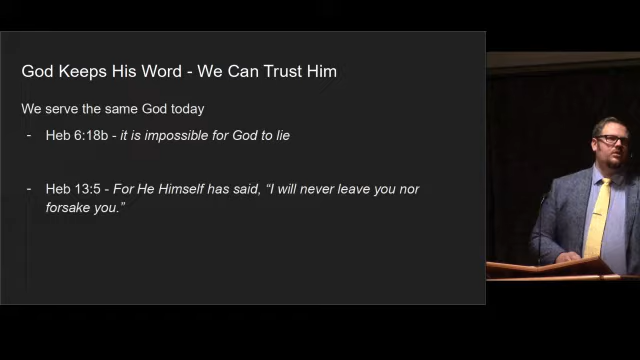 God Keeps His Word - We Can Trust Him
We serve the same God today
- Heb 6:18b - it is impossible for God to lie
- Heb 13:5 - For He Himself has said, “I will never leave you nor
forsake you.”